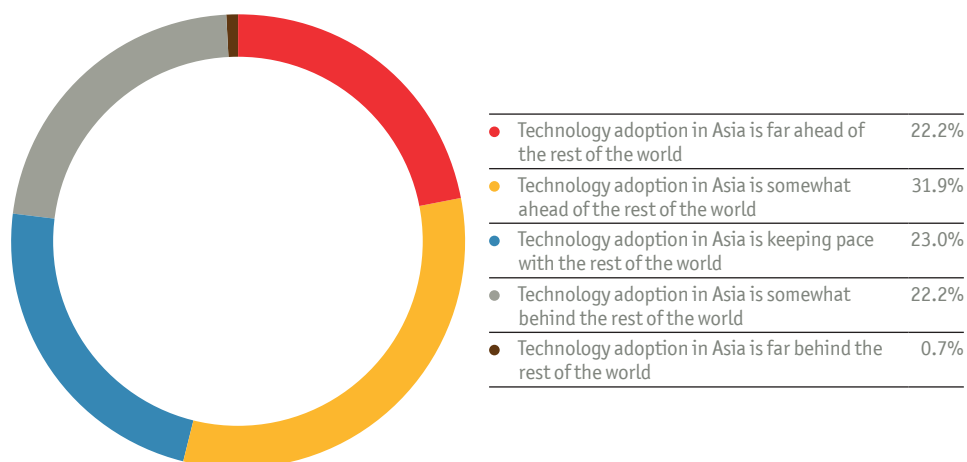 Technology adoption in Asia is far ahead of 22.2%
the rest of the world
Technology adoption in Asia is somewhat 31.9%
ahead of the rest of the world
Technology adoption in Asia is keeping pace 23.0%
with the rest of the world
Technology adoption in Asia is somewhat 22.2%
behind the rest of the world
Technology adoption in Asia is far behind the 0.7%
rest of the world